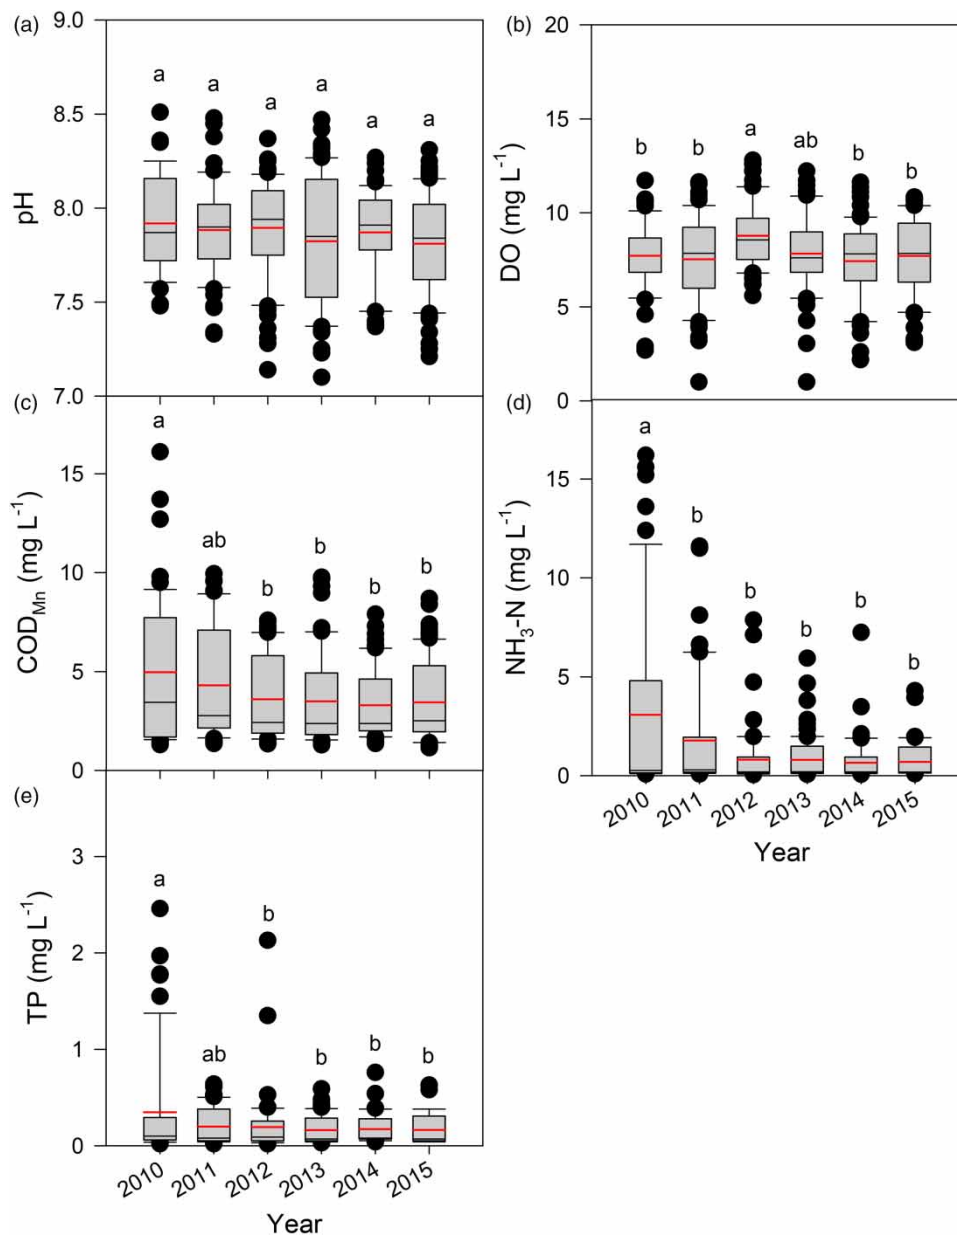 (a)
9.0
8.5
8.0
7.5
7.0
pH
a a a a a a
(b)
20
15
10
5
0
DO (mg L⁻¹)
b b a ab b b
(c)
15
10
5
0
COD_Mn (mg L⁻¹)
a ab b b b b
(d)
15
10
5
0
NH₃-N (mg L⁻¹)
a b b b b b
2010 2011 2012 2013 2014 2015
Year
(e)
3
2
1
0
TP (mg L⁻¹)
a ab b b b b
2010 2011 2012 2013 2014 2015
Year